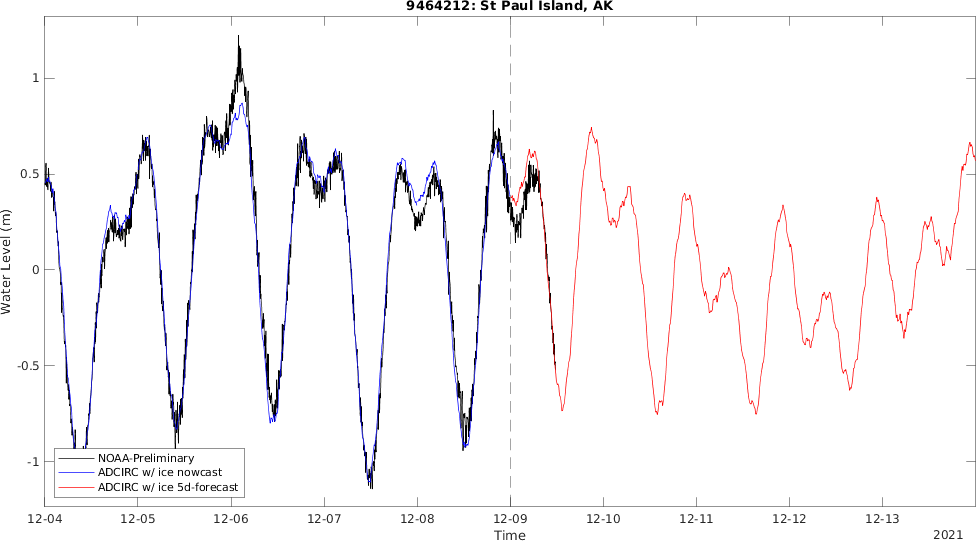 9464212: St Paul Island, AK
Water Level (m)
1
0.5
0
-0.5
-1
NOAA-Preliminary
ADCIRC w/ ice nowcast
ADCIRC w/ ice 5d-forecast
12-04 12-05 12-06 12-07 12-08 12-09 12-10 12-11 12-12 12-13
Time
2021